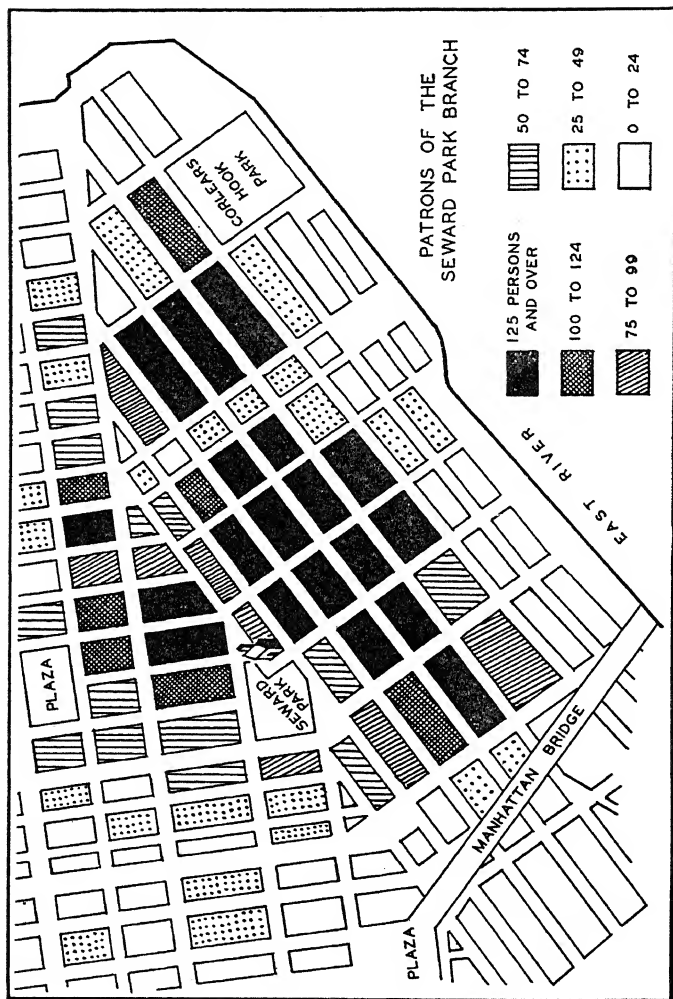 PLAZA
SEWARD
PARK
CORLEARS
HOOK
PARK
PLAZA
MANHATTAN BRIDGE
EAST RIVER
PATRONS OF THE
SEWARD PARK BRANCH
125 PERSONS
AND OVER
100 TO 124
75 TO 99
50 TO 74
25 TO 49
0 TO 24